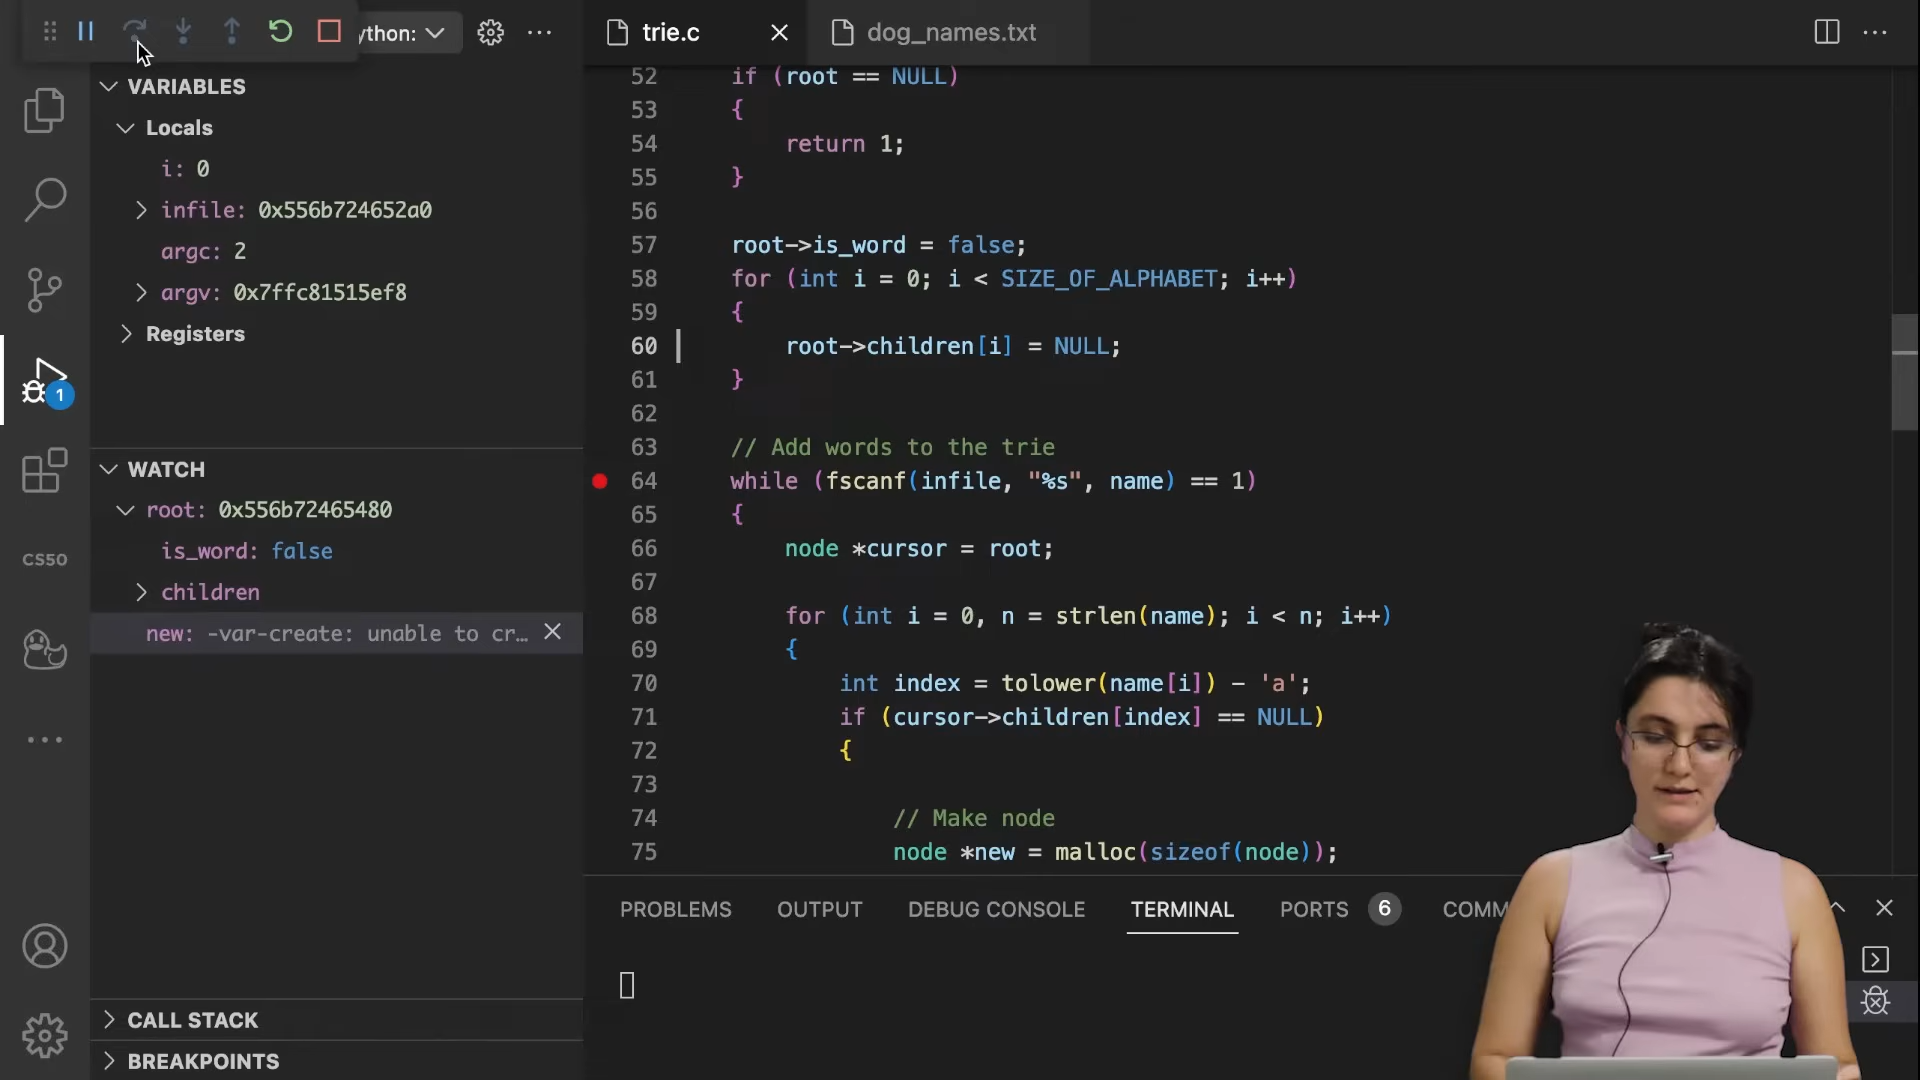 ython:
VARIABLES
Locals
i: 0
infile: 0x556b724652a0
argc: 2
argv: 0x7ffc81515ef8
Registers
1
WATCH
root: 0x556b72465480
is_word: false
children
new: -var-create: unable to cr…
CS50
CALL STACK
BREAKPOINTS
trie.c
dog_names.txt
52 if (root == NULL)
53 {
54 return 1;
55 }
56
57 root->is_word = false;
58 for (int i = 0; i < SIZE_OF_ALPHABET; i++)
59 {
60 root->children[i] = NULL;
61 }
62
63 // Add words to the trie
64 while (fscanf(infile, "%s", name) == 1)
65 {
66 node *cursor = root;
67
68 for (int i = 0, n = strlen(name); i < n; i++)
69 {
70 int index = tolower(name[i]) - 'a';
71 if (cursor->children[index] == NULL)
72 {
73
74 // Make node
75 node *new = malloc(sizeof(node));
PROBLEMS OUTPUT DEBUG CONSOLE TERMINAL PORTS 6 COMM